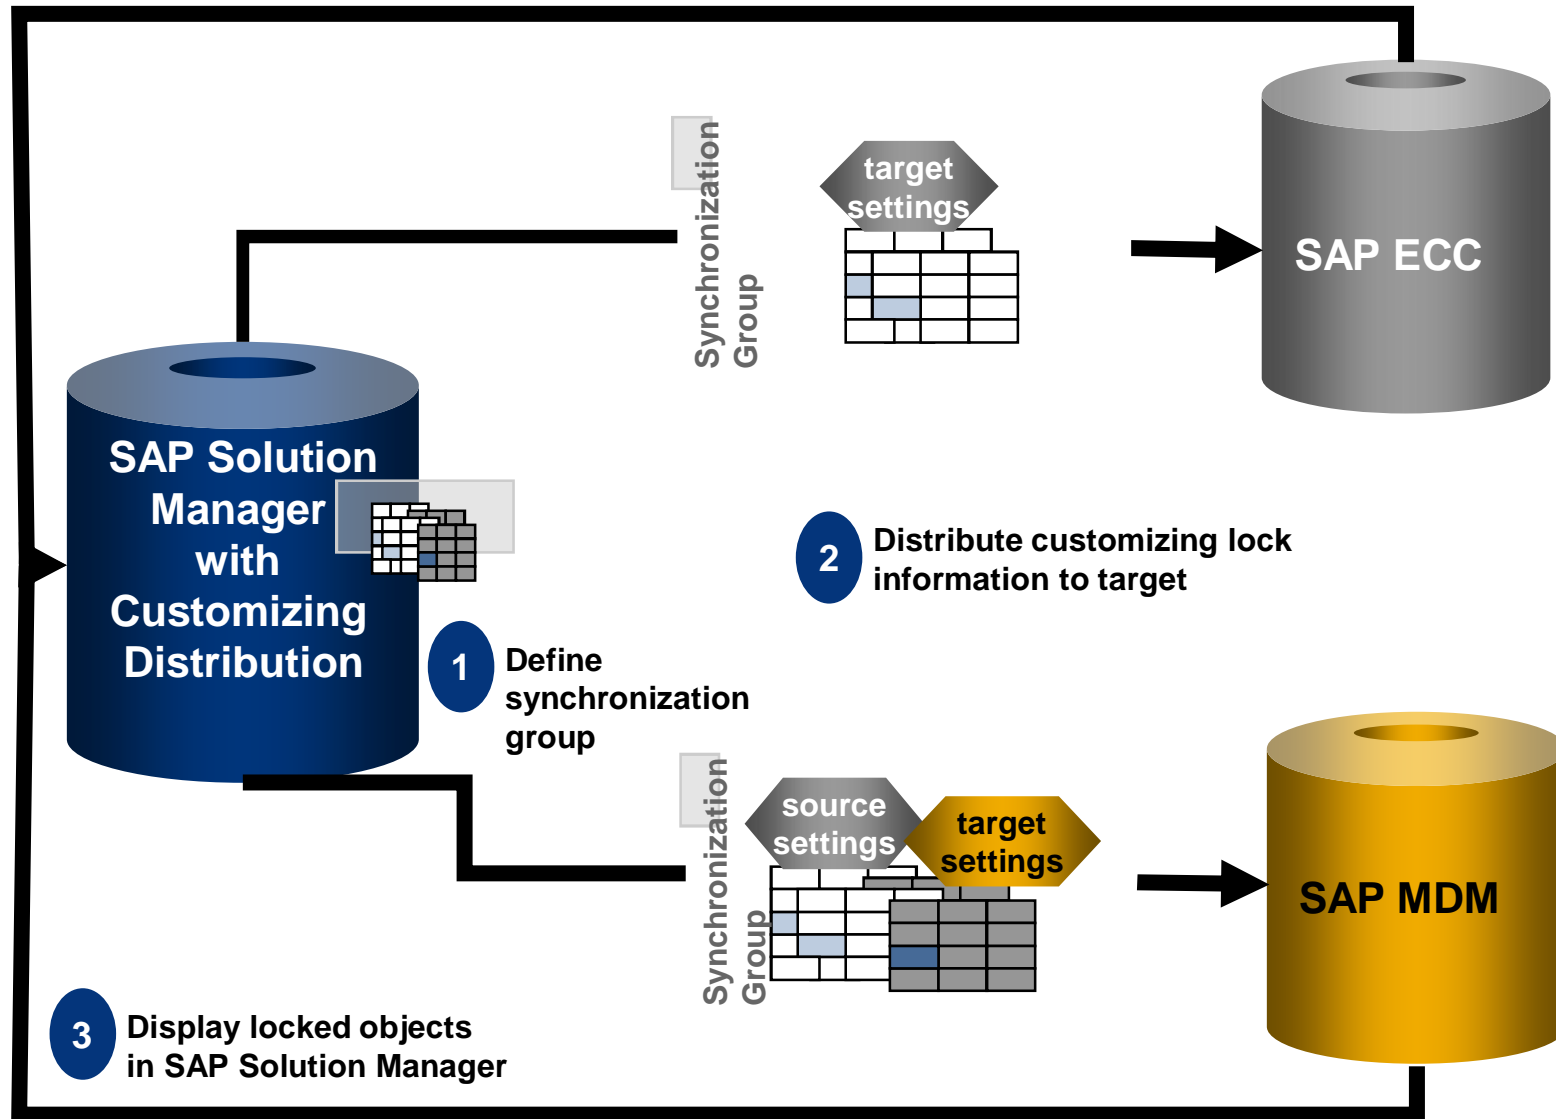 Synchronization
Group
target
settings
SAP ECC
SAP Solution
Manager
with
Customizing
Distribution
1
Define
synchronization
group
2
Distribute customizing lock
information to target
Synchronization
Group
source
settings
target
settings
SAP MDM
3
Display locked objects
in SAP Solution Manager